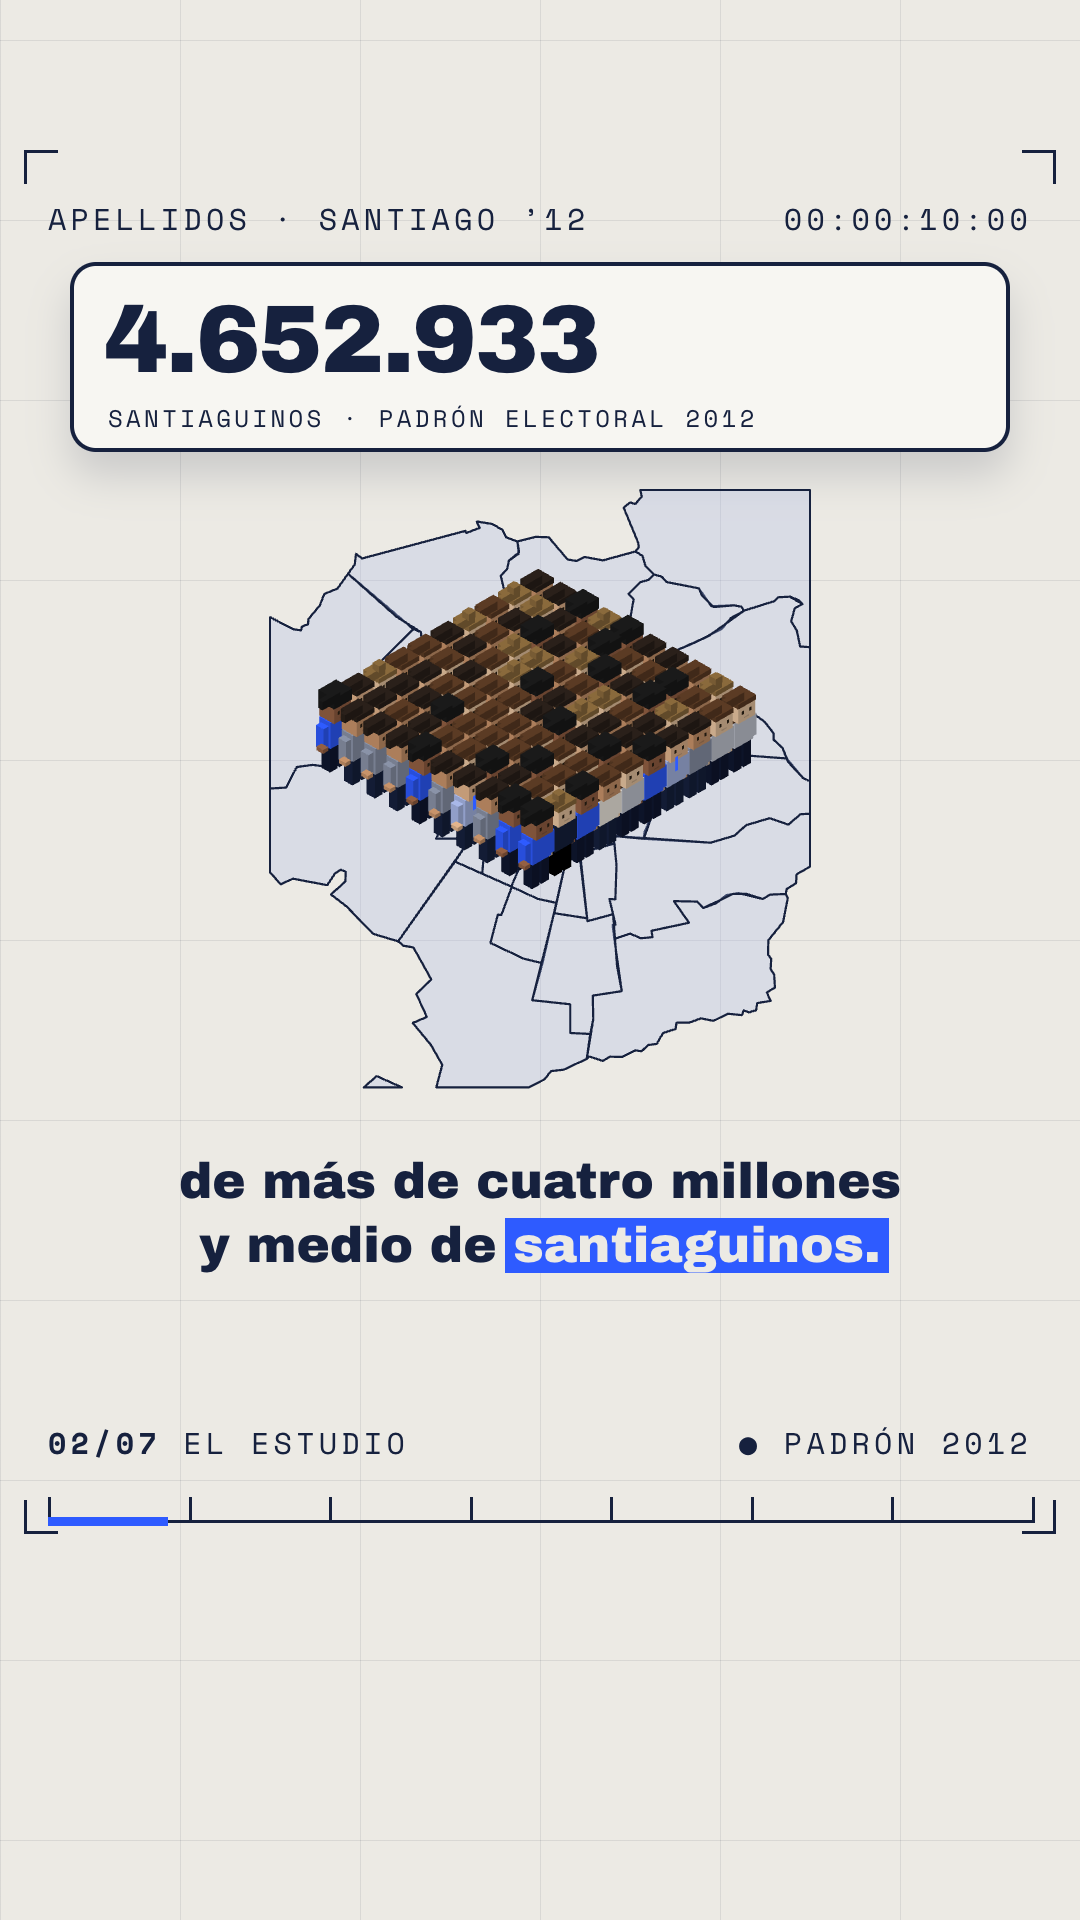 APELLIDOS · SANTIAGO ’12
00:00:10:00
4.652.933
SANTIAGUINOS · PADRÓN ELECTORAL 2012
de más de cuatro millones
y medio de santiaguinos.
02/07 EL ESTUDIO
● PADRÓN 2012